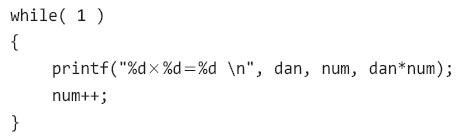 while( 1 )
{
    printf("%d×%d=%d \n", dan, num, dan*num);
    num++;
}